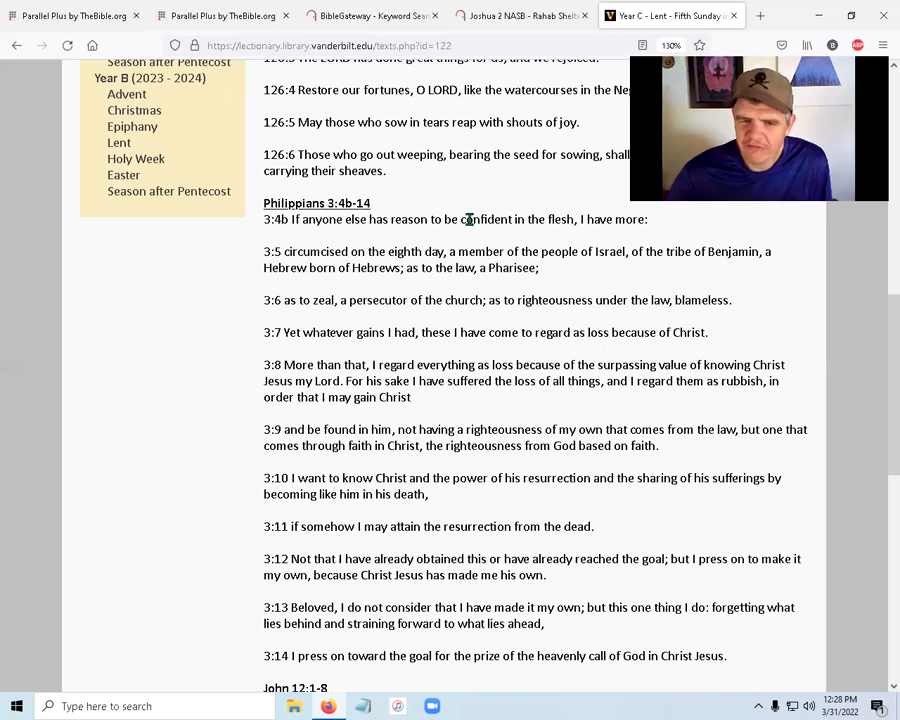 Parallel Plus by TheBible.org
Parallel Plus by TheBible.org
BibleGateway - Keyword Sear
Joshua 2 NASB - Rahab Shelte
Year C - Lent - Fifth Sunday i
https://lectionary.library.vanderbilt.edu/texts.php?id=122
130%
B
ABP
Season after Pentecost
Year B (2023 - 2024)
Advent
Christmas
Epiphany
Lent
Holy Week
Easter
Season after Pentecost
126:3 The LORD has done great things for us, and we rejoiced.
126:4 Restore our fortunes, O LORD, like the watercourses in the Ne
126:5 May those who sow in tears reap with shouts of joy.
126:6 Those who go out weeping, bearing the seed for sowing, shall
carrying their sheaves.
Philippians 3:4b-14
3:4b If anyone else has reason to be confident in the flesh, I have more:
3:5 circumcised on the eighth day, a member of the people of Israel, of the tribe of Benjamin, a
Hebrew born of Hebrews; as to the law, a Pharisee;
3:6 as to zeal, a persecutor of the church; as to righteousness under the law, blameless.
3:7 Yet whatever gains I had, these I have come to regard as loss because of Christ.
3:8 More than that, I regard everything as loss because of the surpassing value of knowing Christ
Jesus my Lord. For his sake I have suffered the loss of all things, and I regard them as rubbish, in
order that I may gain Christ
3:9 and be found in him, not having a righteousness of my own that comes from the law, but one that
comes through faith in Christ, the righteousness from God based on faith.
3:10 I want to know Christ and the power of his resurrection and the sharing of his sufferings by
becoming like him in his death,
3:11 if somehow I may attain the resurrection from the dead.
3:12 Not that I have already obtained this or have already reached the goal; but I press on to make it
my own, because Christ Jesus has made me his own.
3:13 Beloved, I do not consider that I have made it my own; but this one thing I do: forgetting what
lies behind and straining forward to what lies ahead,
3:14 I press on toward the goal for the prize of the heavenly call of God in Christ Jesus.
John 12:1-8
Type here to search
12:28 PM
3/31/2022